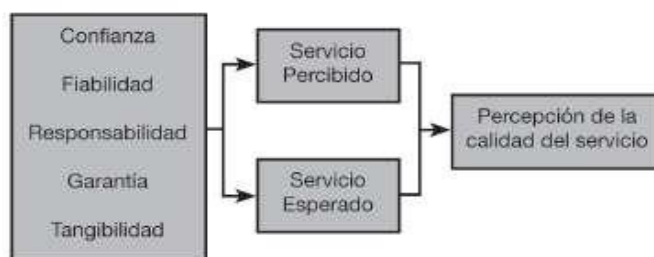 Confianza
Fiabilidad
Responsabilidad
Garantía
Tangibilidad
Servicio
Percibido
Servicio
Esperado
Percepción de la
calidad del servicio